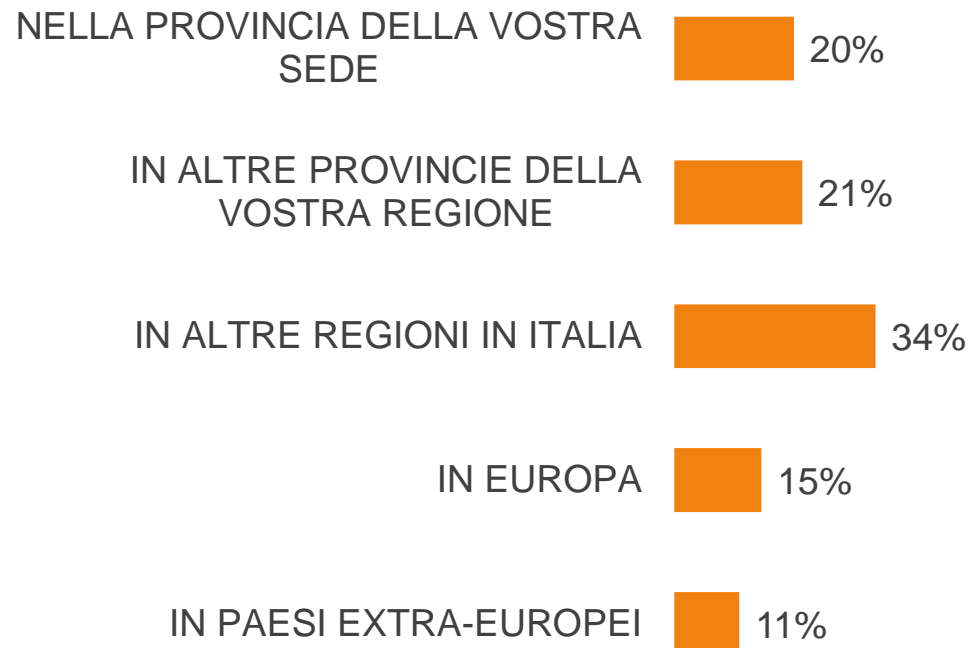 NELLA PROVINCIA DELLA VOSTRA
SEDE
20%
IN ALTRE PROVINCIE DELLA
VOSTRA REGIONE
21%
IN ALTRE REGIONI IN ITALIA
34%
IN EUROPA
15%
IN PAESI EXTRA-EUROPEI
11%